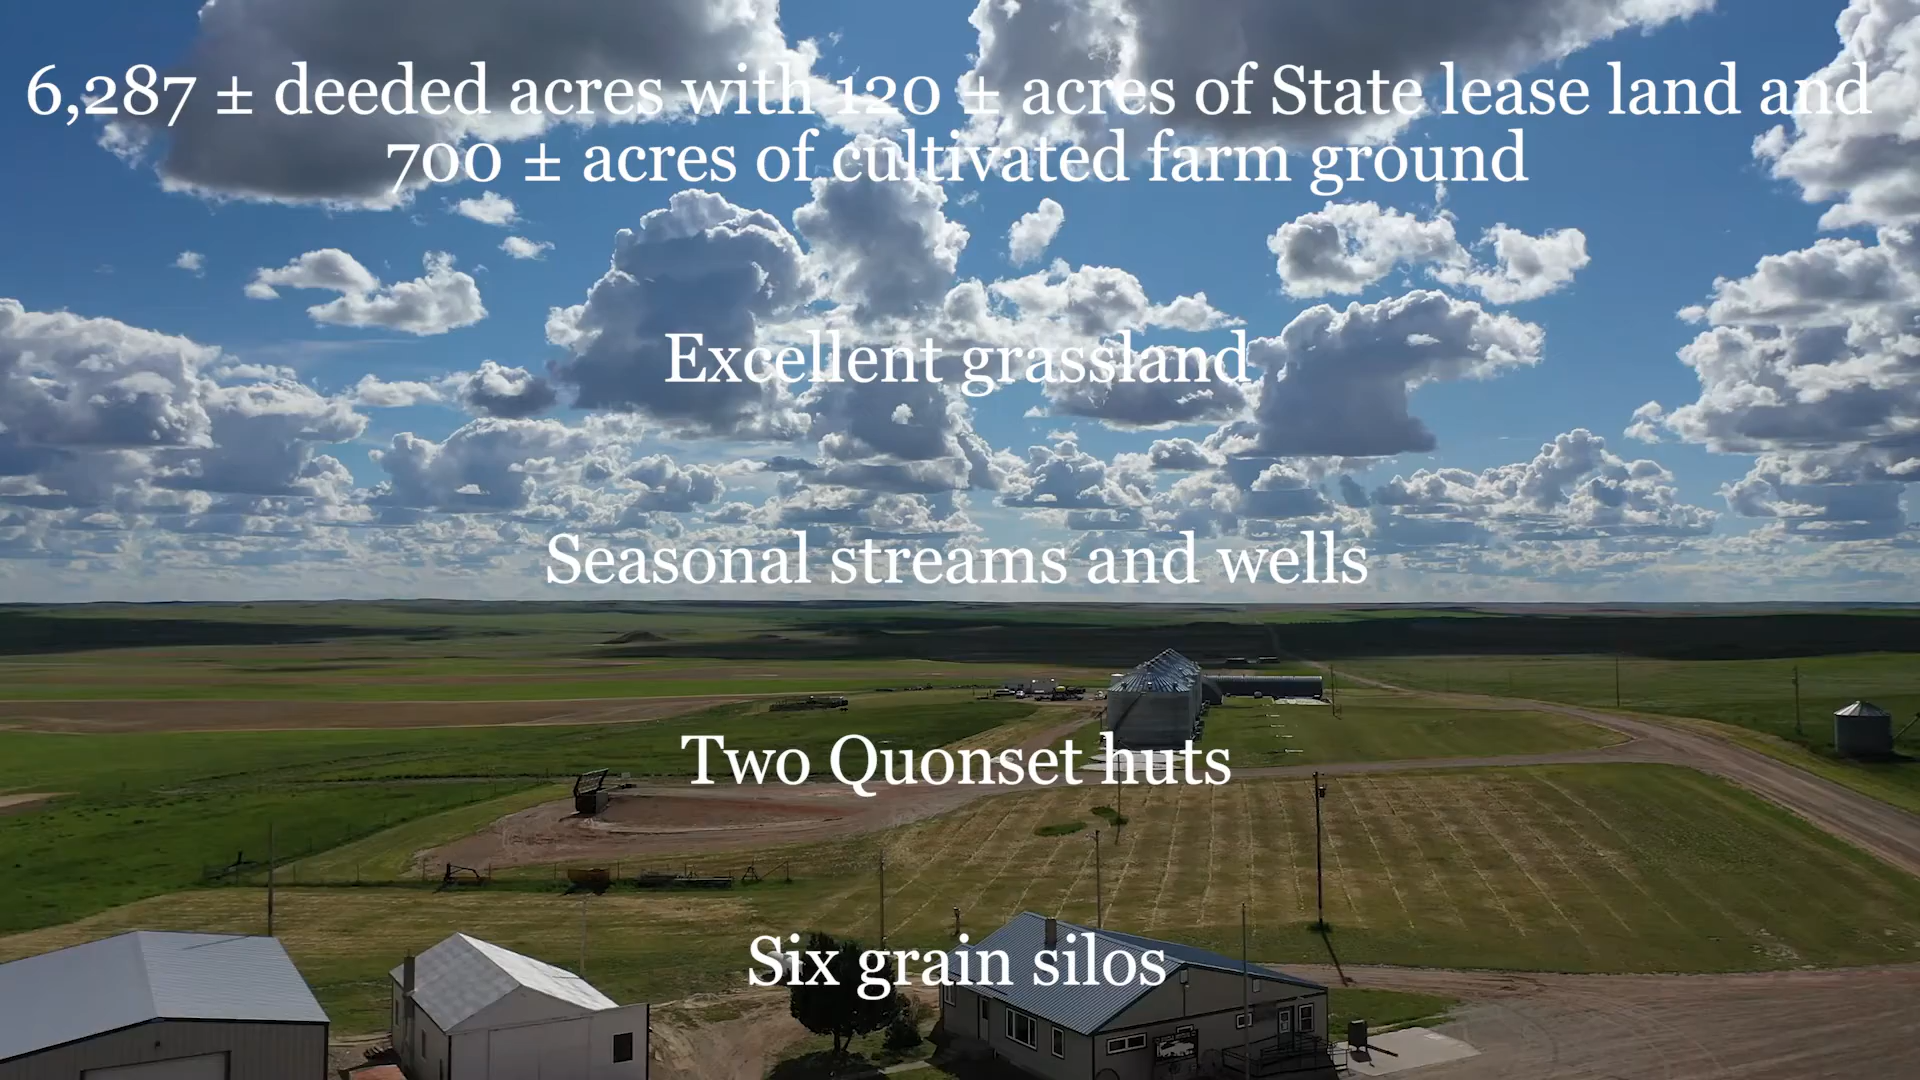 6,287 ± deeded acres with 120 ± acres of State lease land and
700 ± acres of cultivated farm ground
Excellent grassland
Seasonal streams and wells
Two Quonset huts
Six grain silos